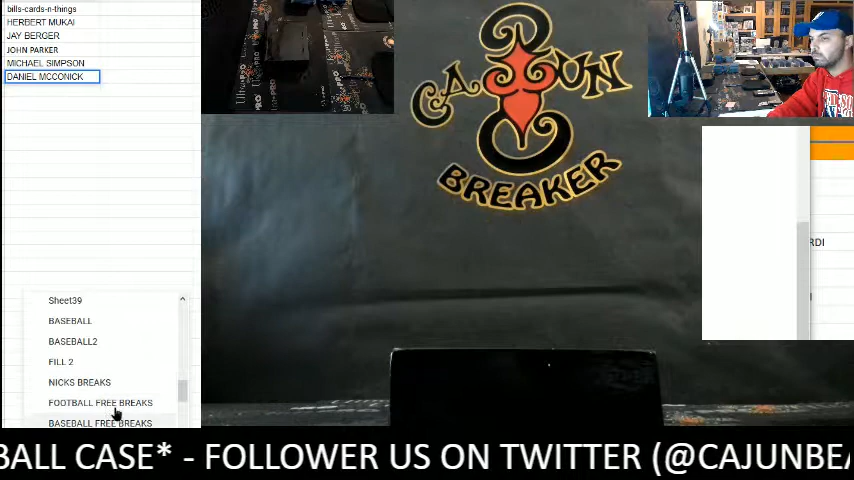 bills-cards-n-things
HERBERT MUKAI
JAY BERGER
JOHN PARKER
MICHAEL SIMPSON
DANIEL MCCONICK
CAJUN
BREAKER
RDI
Sheet39
BASEBALL
BASEBALL2
FILL 2
NICKS BREAKS
FOOTBALL FREE BREAKS
BASEBALL FREE BREAKS
BALL CASE* - FOLLOWER US ON TWITTER (@CAJUNBEA